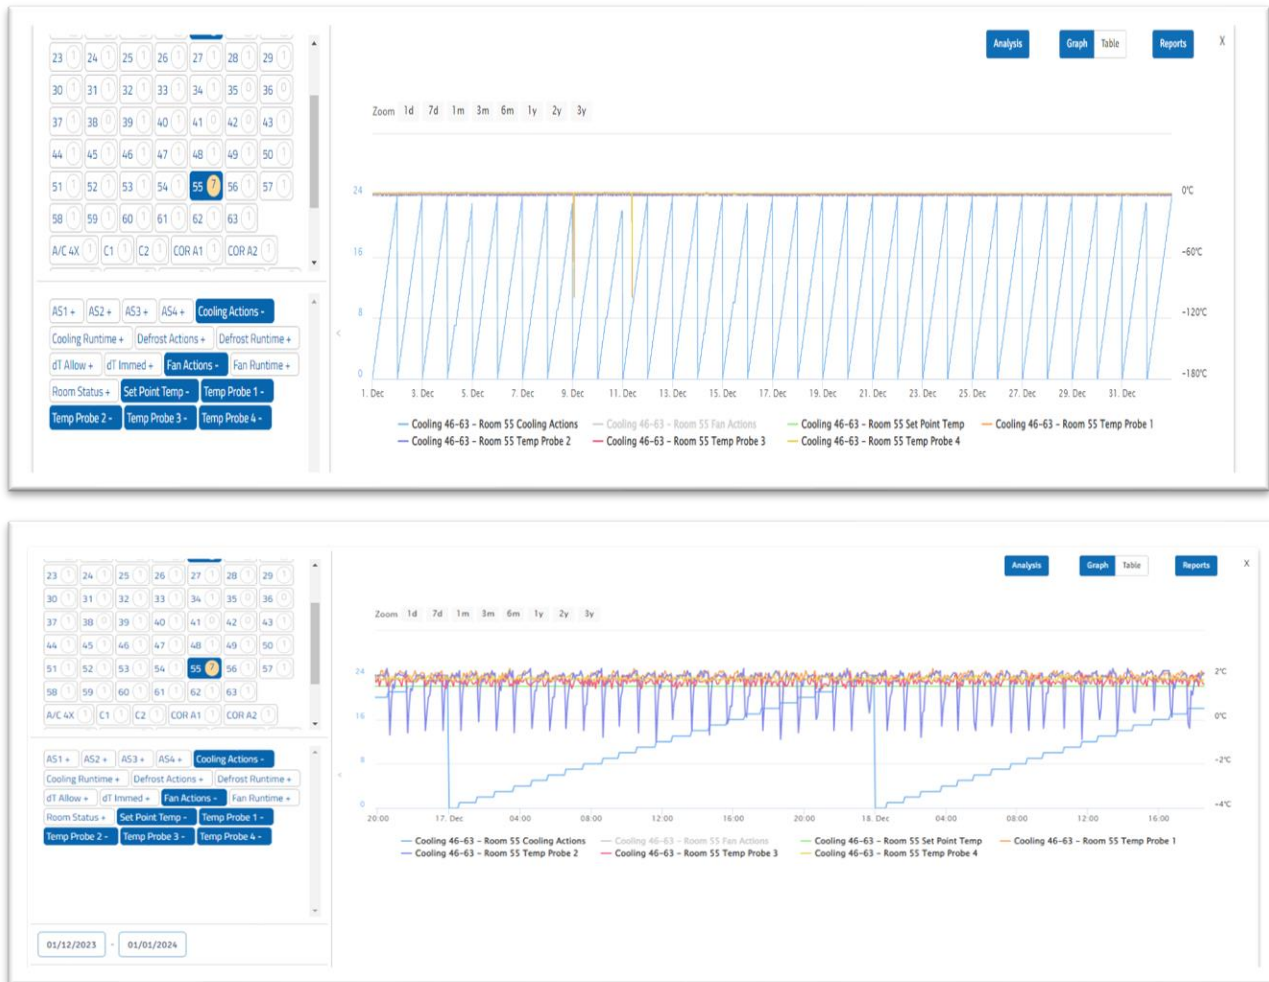 Analysis Graph Table Reports X
23 1 24 1 25 1 26 1 27 1 28 1 29 1
30 1 31 1 32 1 33 1 34 1 35 0 36 0
37 1 38 0 39 1 40 1 41 0 42 0 43 1
44 1 45 1 46 1 47 1 48 1 49 1 50 1
51 1 52 1 53 1 54 1 55 7 56 1 57 1
58 1 59 1 60 1 61 1 62 1 63 1
A/C 4X 1 C1 1 C2 1 COR A1 1 COR A2 1
AS1 + AS2 + AS3 + AS4 + Cooling Actions -
Cooling Runtime + Defrost Actions + Defrost Runtime +
dT Allow + dT Immed + Fan Actions - Fan Runtime +
Room Status + Set Point Temp - Temp Probe 1 -
Temp Probe 2 - Temp Probe 3 - Temp Probe 4 -
Zoom 1d 7d 1m 3m 6m 1y 2y 3y
24 0°C
16 -60°C
8 -120°C
0 -180°C
1. Dec 3. Dec 5. Dec 7. Dec 9. Dec 11. Dec 13. Dec 15. Dec 17. Dec 19. Dec 21. Dec 23. Dec 25. Dec 27. Dec 29. Dec 31. Dec
Cooling 46-63 - Room 55 Cooling Actions Cooling 46-63 - Room 55 Fan Actions Cooling 46-63 - Room 55 Set Point Temp Cooling 46-63 - Room 55 Temp Probe 1
Cooling 46-63 - Room 55 Temp Probe 2 Cooling 46-63 - Room 55 Temp Probe 3 Cooling 46-63 - Room 55 Temp Probe 4
Analysis Graph Table Reports X
23 1 24 1 25 1 26 1 27 1 28 1 29 1
30 1 31 1 32 1 33 1 34 1 35 0 36 0
37 1 38 0 39 1 40 1 41 0 42 0 43 1
44 1 45 1 46 1 47 1 48 1 49 1 50 1
51 1 52 1 53 1 54 1 55 7 56 1 57 1
58 1 59 1 60 1 61 1 62 1 63 1
A/C 4X 1 C1 1 C2 1 COR A1 1 COR A2 1
AS1 + AS2 + AS3 + AS4 + Cooling Actions -
Cooling Runtime + Defrost Actions + Defrost Runtime +
dT Allow + dT Immed + Fan Actions - Fan Runtime +
Room Status + Set Point Temp - Temp Probe 1 -
Temp Probe 2 - Temp Probe 3 - Temp Probe 4 -
01/12/2023 - 01/01/2024
Zoom 1d 7d 1m 3m 6m 1y 2y 3y
24 2°C
16 0°C
8 -2°C
0 -4°C
20:00 17. Dec 04:00 08:00 12:00 16:00 20:00 18. Dec 04:00 08:00 12:00 16:00
Cooling 46-63 - Room 55 Cooling Actions Cooling 46-63 - Room 55 Fan Actions Cooling 46-63 - Room 55 Set Point Temp Cooling 46-63 - Room 55 Temp Probe 1
Cooling 46-63 - Room 55 Temp Probe 2 Cooling 46-63 - Room 55 Temp Probe 3 Cooling 46-63 - Room 55 Temp Probe 4